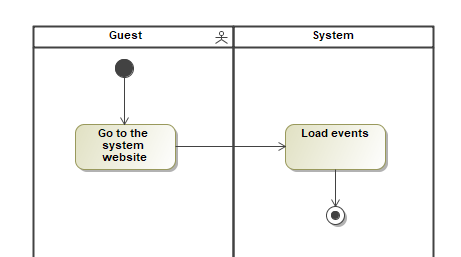 Guest
System
Go to the
system
website
Load events